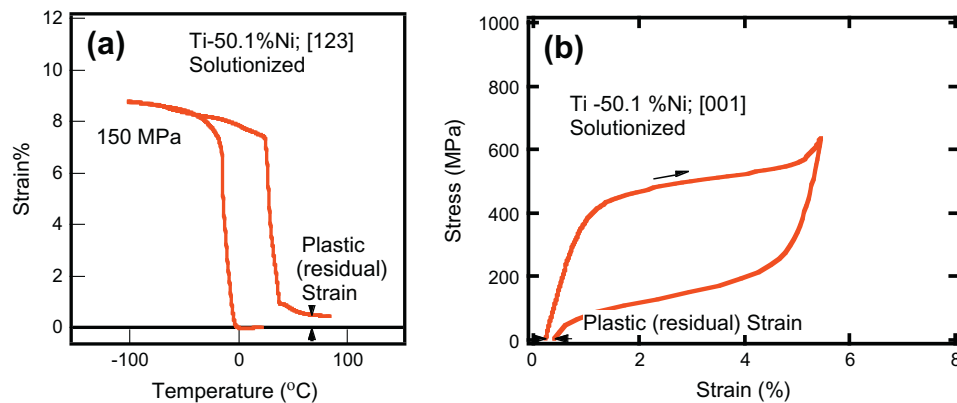 (a)
Ti-50.1%Ni; [123]
Solutionized
150 MPa
Plastic
(residual)
Strain
Strain%
12
10
8
6
4
2
0
-100
0
100
Temperature (°C)
(b)
Ti -50.1 %Ni; [001]
Solutionized
Plastic (residual) Strain
Stress (MPa)
1000
800
600
400
200
0
0
2
4
6
8
Strain (%)